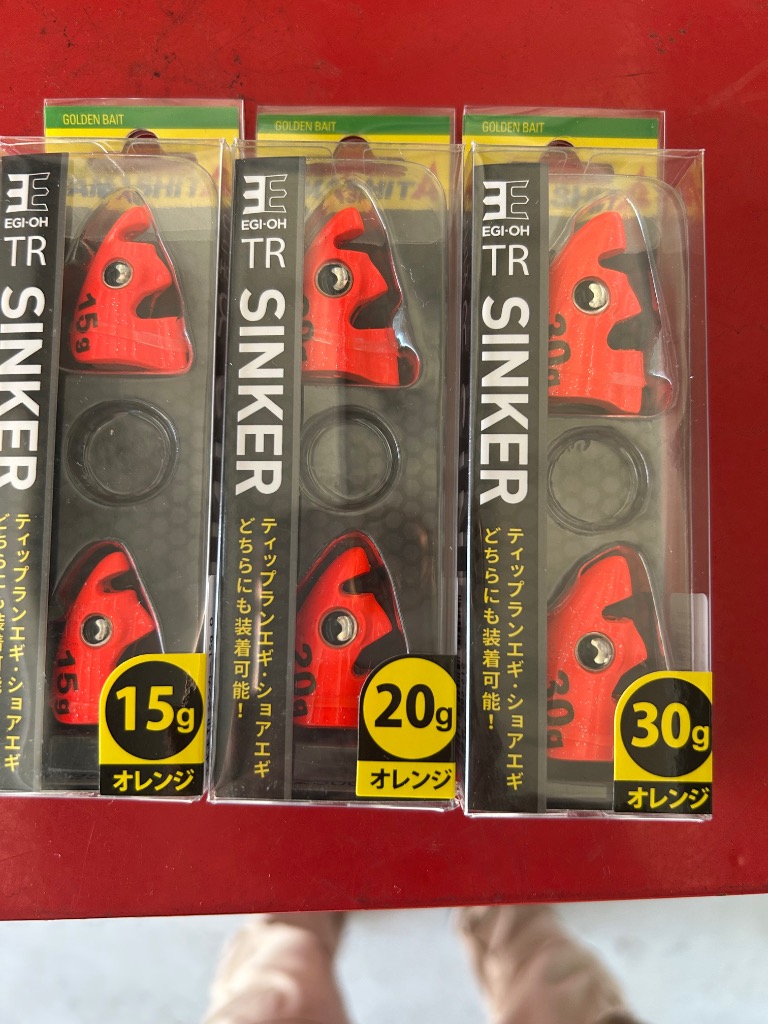 GOLDEN BAIT
EGI·OH
TR
SINKER
15g
15g
15g
オレンジ
GOLDEN BAIT
EGI·OH
TR
SINKER
ティップランエギ・ショアエギ
どちらにも装着可能!
20g
20g
オレンジ
GOLDEN BAIT
EGI·OH
TR
SINKER
ティップランエギ・ショアエギ
どちらにも装着可能!
30g
30g
30g
オレンジ